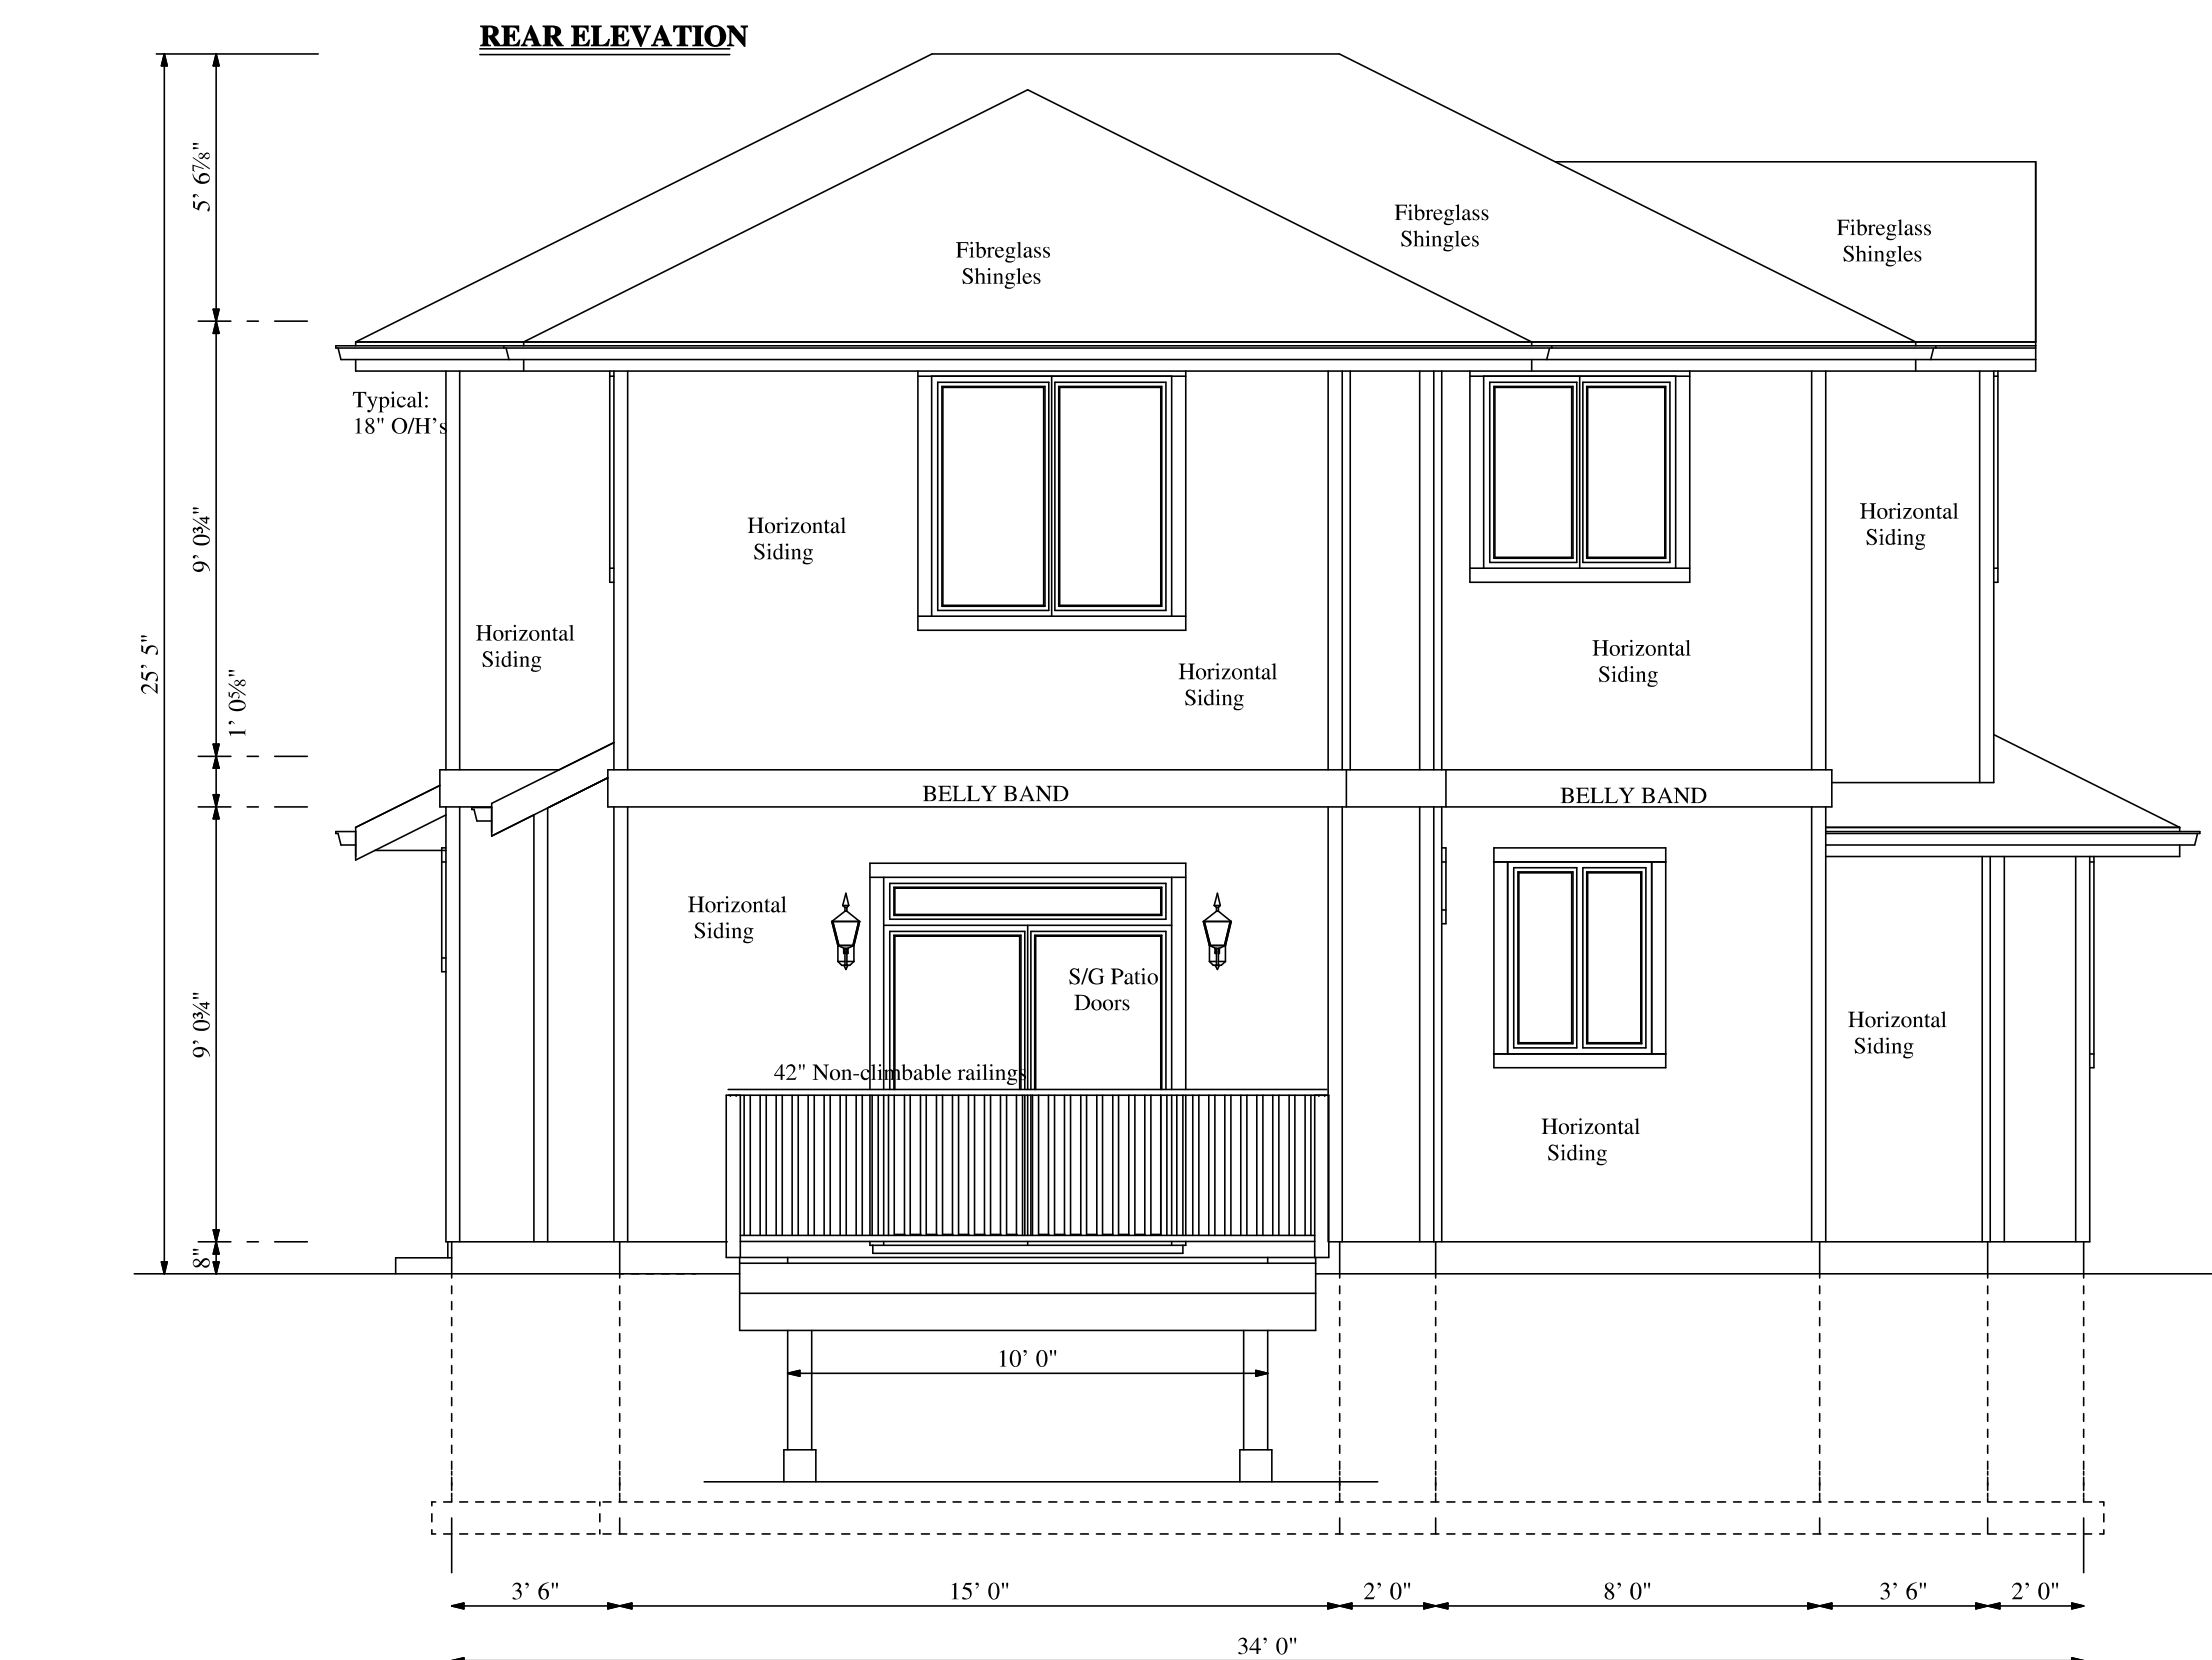 REAR ELEVATION
5' 6⅞"
Fibreglass
Shingles
Fibreglass
Shingles
Fibreglass
Shingles
Typical:
18" O/H's
9' 0¾"
Horizontal
Siding
Horizontal
Siding
Horizontal
Siding
Horizontal
Siding
Horizontal
Siding
25' 5"
1' 0⅝"
BELLY BAND
BELLY BAND
Horizontal
Siding
S/G Patio
Doors
9' 0¾"
Horizontal
Siding
42" Non-climbable railings
Horizontal
Siding
8"
10' 0"
3' 6"
15' 0"
2' 0"
8' 0"
3' 6"
2' 0"
34' 0"